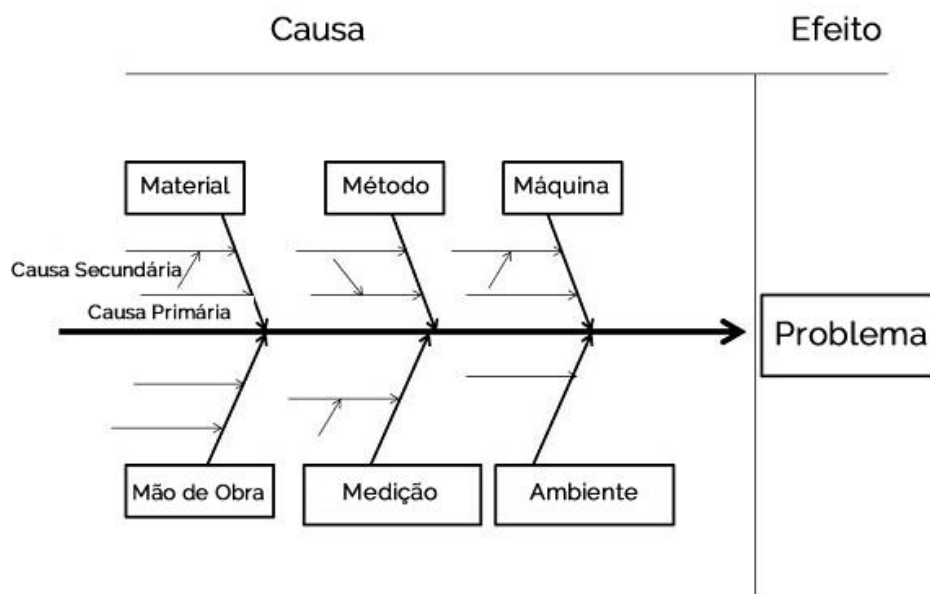 Causa
Efeito
Material
Método
Máquina
Causa Secundária
Causa Primária
Problema
Mão de Obra
Medição
Ambiente